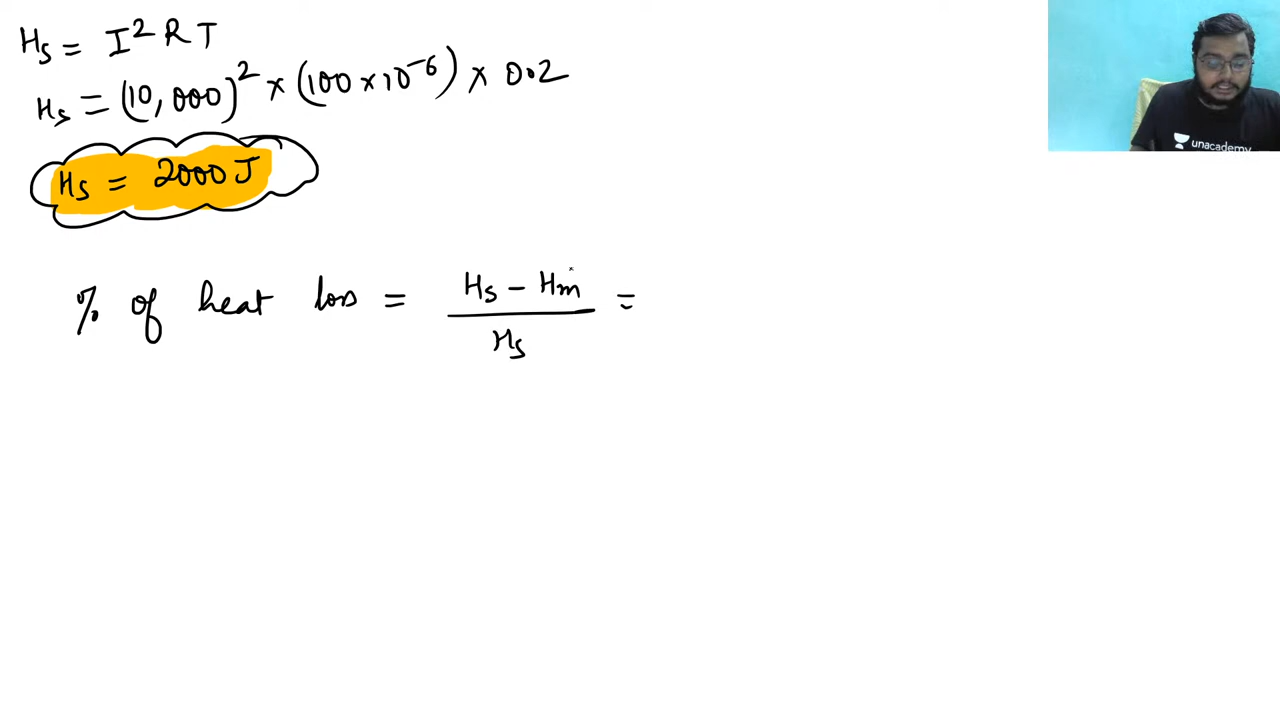 Hs = I² R T
Hs = (10,000)² × (100 × 10⁻⁶) × 0.2
Hs = 2000 J
% of heat loss = Hs - Hm / Hs =
unacademy